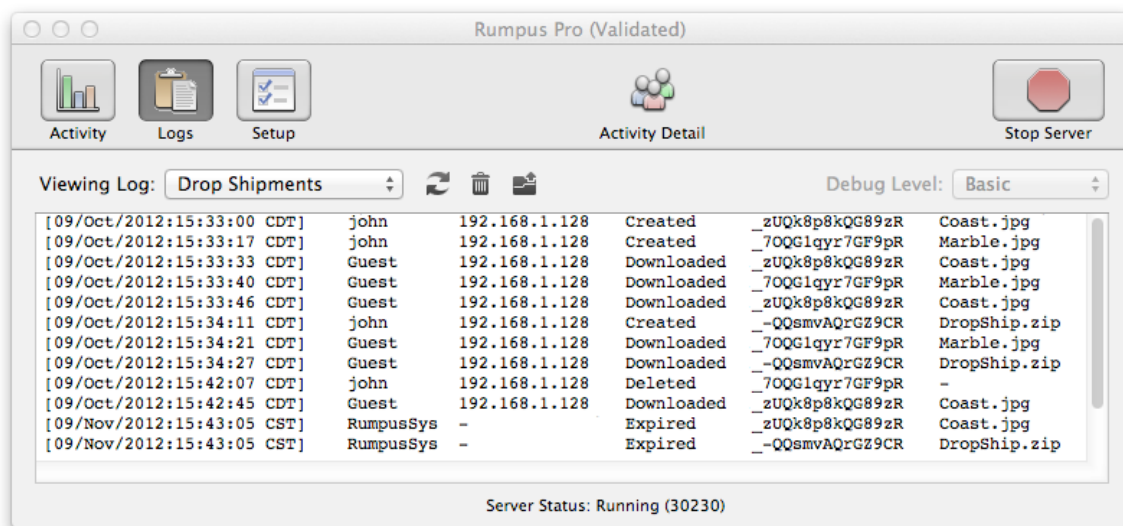 Rumpus Pro (Validated)
Activity Logs Setup Activity Detail Stop Server
Viewing Log: Drop Shipments Debug Level: Basic
[09/Oct/2012:15:33:00 CDT] john 192.168.1.128 Created _zUQk8p8kQG89zR Coast.jpg
[09/Oct/2012:15:33:17 CDT] john 192.168.1.128 Created _7OQG1qyr7GF9pR Marble.jpg
[09/Oct/2012:15:33:33 CDT] Guest 192.168.1.128 Downloaded _zUQk8p8kQG89zR Coast.jpg
[09/Oct/2012:15:33:40 CDT] Guest 192.168.1.128 Downloaded _7OQG1qyr7GF9pR Marble.jpg
[09/Oct/2012:15:33:46 CDT] Guest 192.168.1.128 Downloaded _zUQk8p8kQG89zR Coast.jpg
[09/Oct/2012:15:34:11 CDT] john 192.168.1.128 Created _-QQsmvAQrGZ9CR DropShip.zip
[09/Oct/2012:15:34:21 CDT] Guest 192.168.1.128 Downloaded _7OQG1qyr7GF9pR Marble.jpg
[09/Oct/2012:15:34:27 CDT] Guest 192.168.1.128 Downloaded _-QQsmvAQrGZ9CR DropShip.zip
[09/Oct/2012:15:42:07 CDT] john 192.168.1.128 Deleted _7OQG1qyr7GF9pR -
[09/Oct/2012:15:42:45 CDT] Guest 192.168.1.128 Downloaded _zUQk8p8kQG89zR Coast.jpg
[09/Nov/2012:15:43:05 CST] RumpusSys - Expired _zUQk8p8kQG89zR Coast.jpg
[09/Nov/2012:15:43:05 CST] RumpusSys - Expired _-QQsmvAQrGZ9CR DropShip.zip
Server Status: Running (30230)